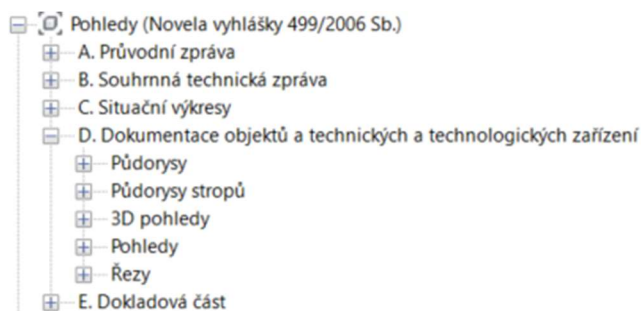 Pohledy (Novela vyhlášky 499/2006 Sb.)
A. Průvodní zpráva
B. Souhrnná technická zpráva
C. Situační výkresy
D. Dokumentace objektů a technických a technologických zařízení
Půdorysy
Půdorysy stropů
3D pohledy
Pohledy
Řezy
E. Dokladová část